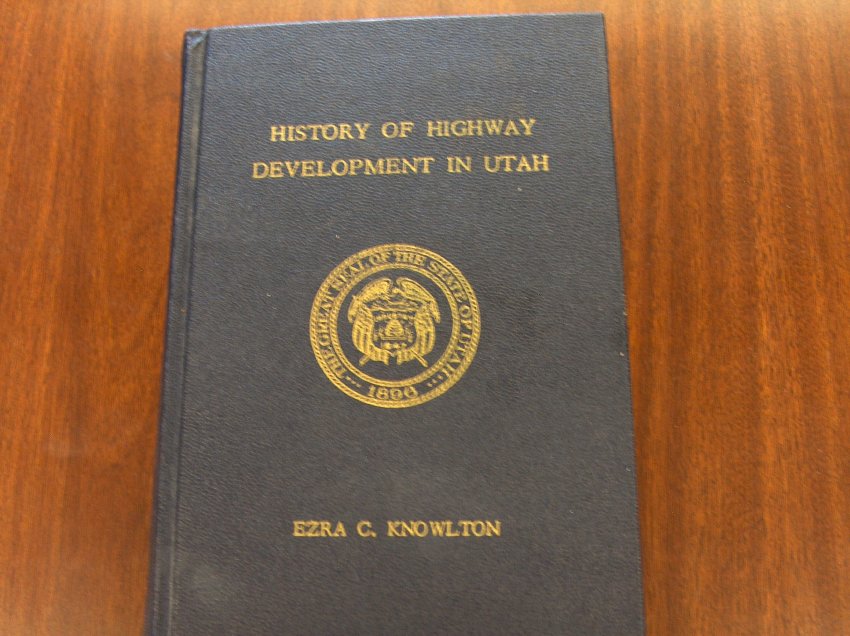 HISTORY OF HIGHWAY
DEVELOPMENT IN UTAH
THE GREAT SEAL OF THE STATE OF UTAH
1896
EZRA C. KNOWLTON